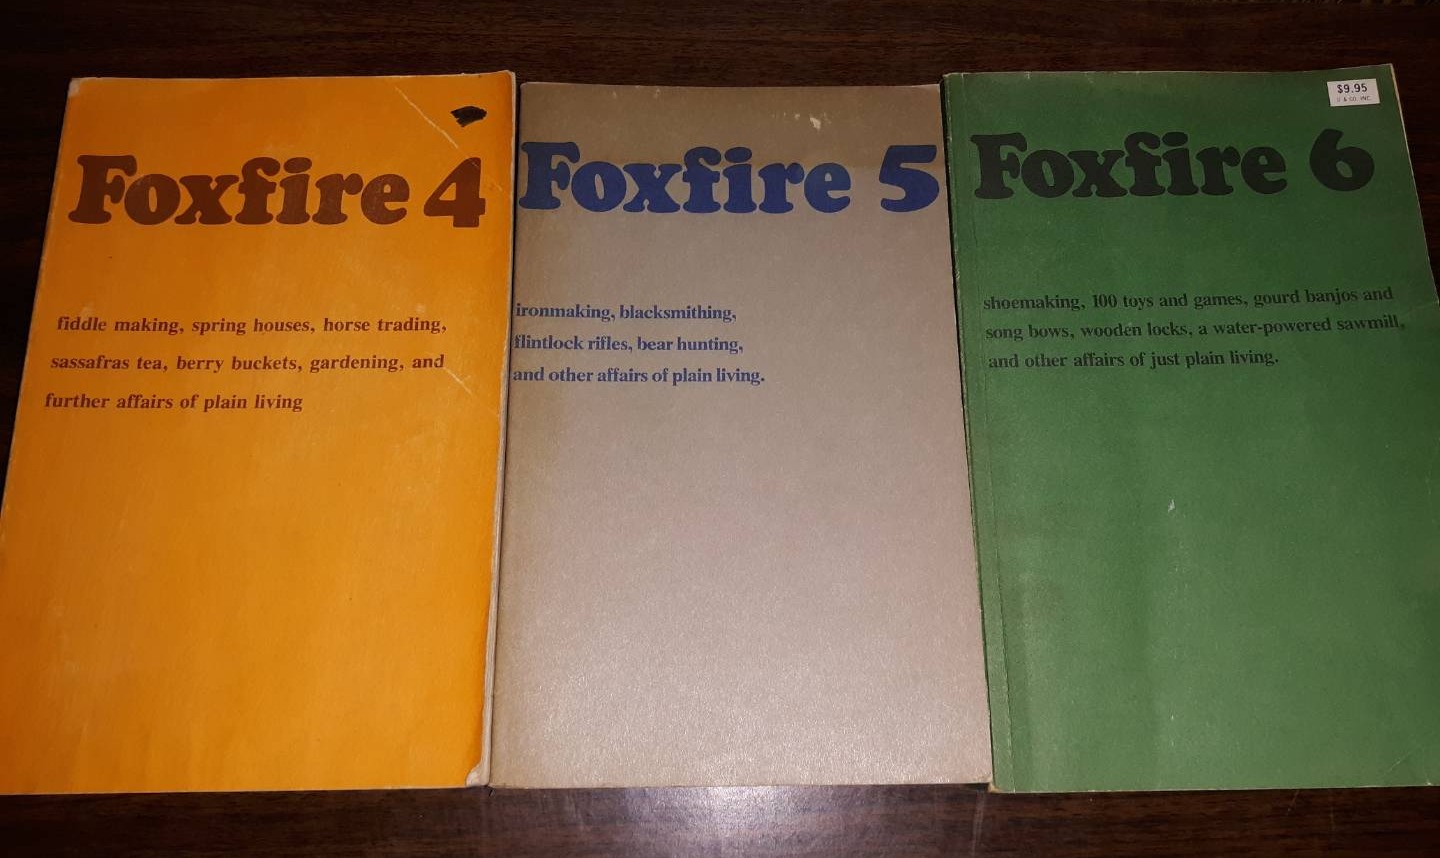 Foxfire 4
fiddle making, spring houses, horse trading,
sassafras tea, berry buckets, gardening, and
further affairs of plain living
Foxfire 5
ironmaking, blacksmithing,
flintlock rifles, bear hunting,
and other affairs of plain living.
$9.95
& CO. INC.
Foxfire 6
shoemaking, 100 toys and games, gourd banjos and
song bows, wooden locks, a water-powered sawmill,
and other affairs of just plain living.